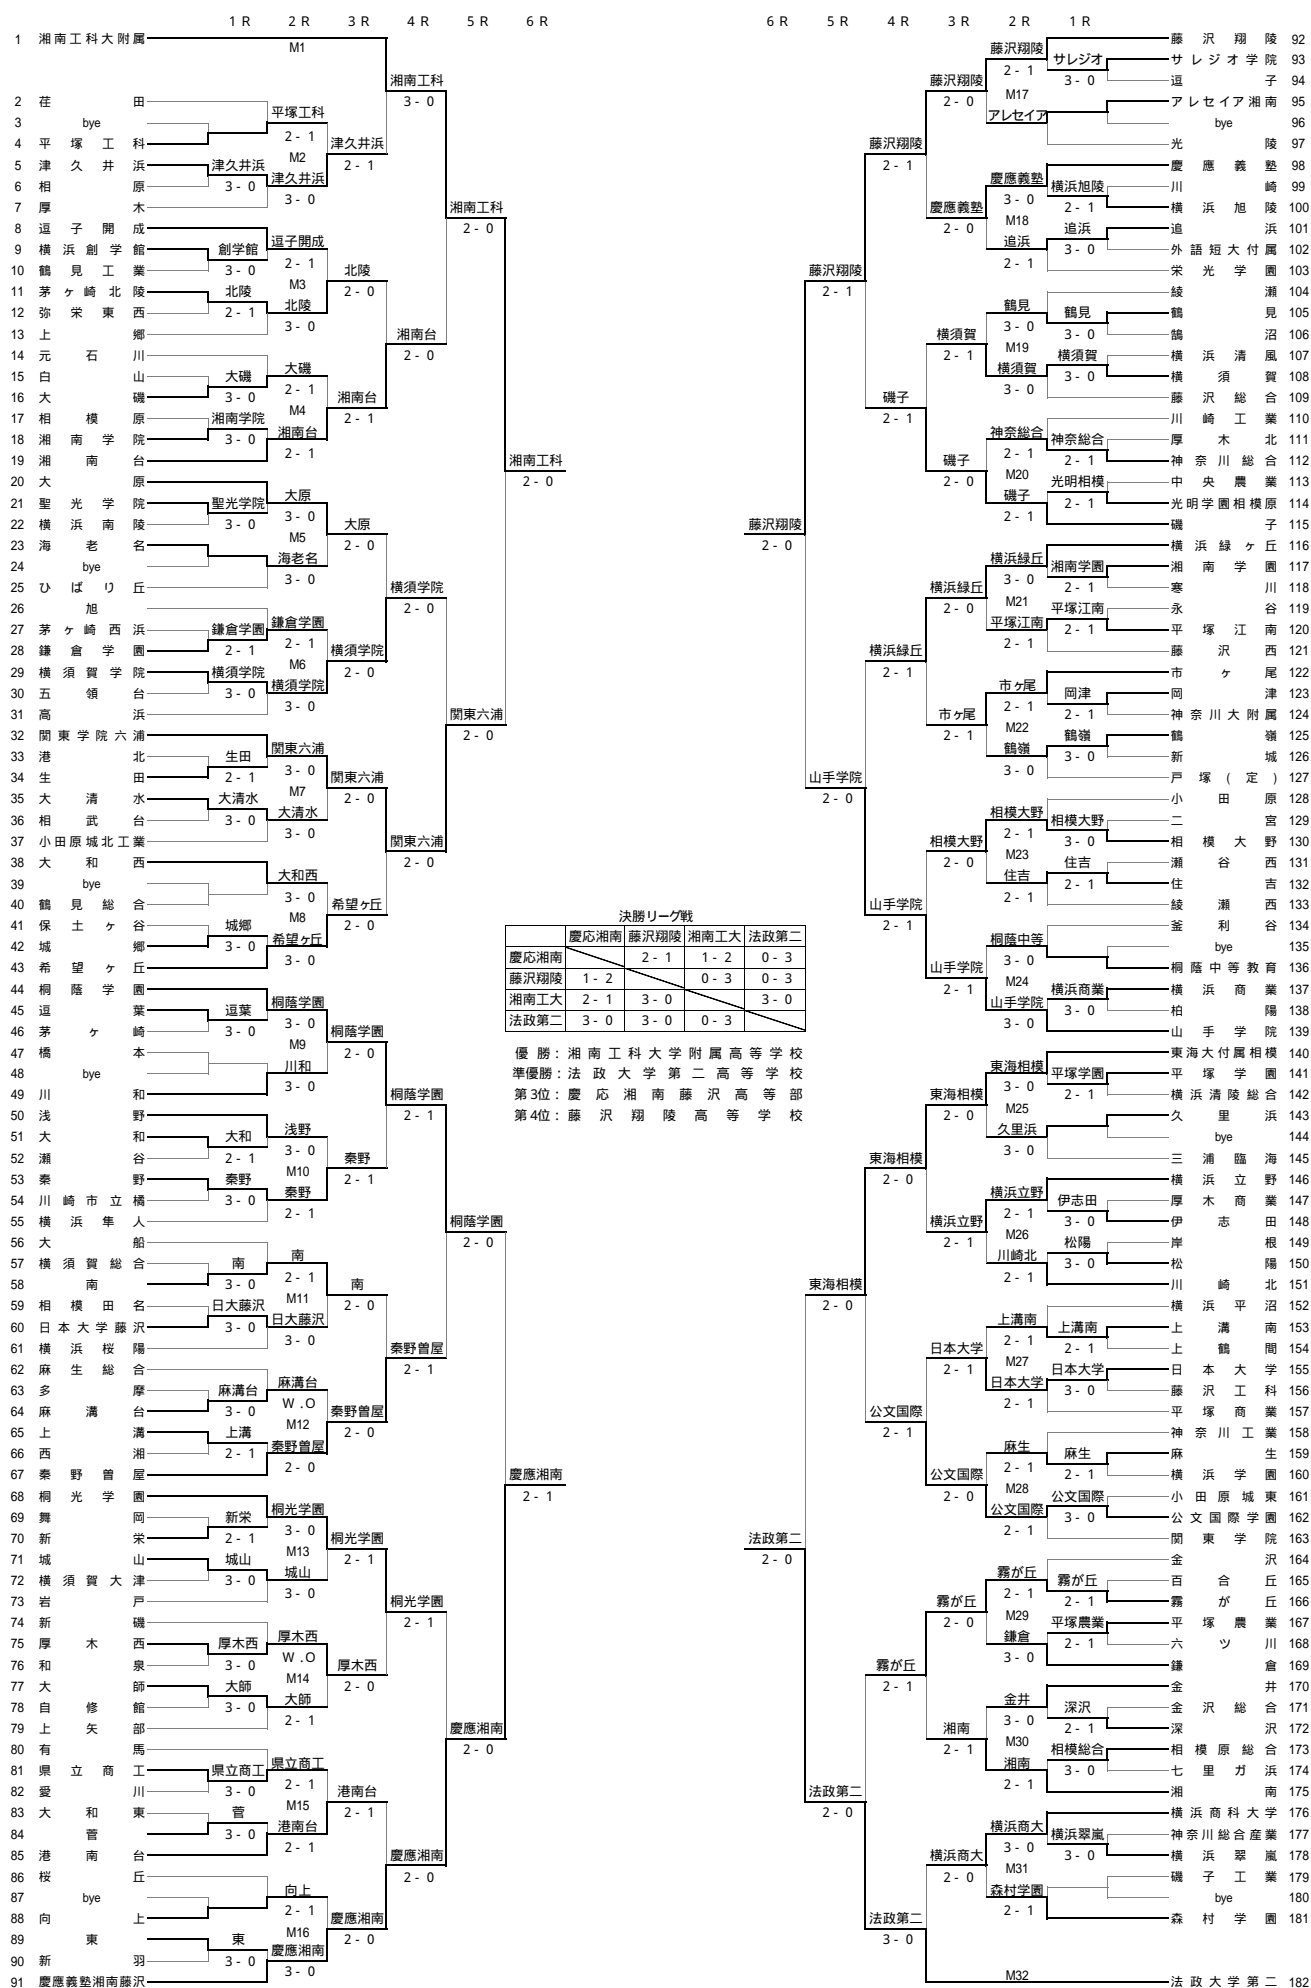 1 R 2 R 3 R 4 R 5 R 6 R
1 湘南工科大附属
2 荏田
3 bye
4 平塚工科
5 津久井浜
6 相原
7 厚木
8 逗子開成
9 横浜創学館
10 鶴見工業
11 茅ヶ崎北陵
12 弥栄東西
13 上郷
14 元石川
15 白山
16 大磯
17 相模原
18 湘南学院
19 湘南台
20 大原
21 聖光学院
22 横浜南陵
23 海老名
24 bye
25 ひばり丘
26 旭
27 茅ヶ崎西浜
28 鎌倉学園
29 横須賀学院
30 五領台
31 高浜
32 関東学院六浦
33 港北
34 生田
35 大清水
36 相武台
37 小田原城北工業
38 大和西
39 bye
40 鶴見総合
41 保土ヶ谷
42 城郷
43 希望ヶ丘
44 桐蔭学園
45 逗葉
46 茅ヶ崎
47 橋本
48 bye
49 川和
50 浅野
51 大和
52 瀬谷
53 秦野
54 川崎市立橘
55 横浜隼人
56 大船
57 横須賀総合
58 南
59 相模田名
60 日本大学藤沢
61 横浜桜陽
62 麻生総合
63 多摩
64 麻溝台
65 上溝
66 西湘
67 秦野曽屋
68 桐光学園
69 舞岡
70 新栄
71 城山
72 横須賀大津
73 岩戸
74 新磯
75 厚木西
76 和泉
77 大師
78 自修館
79 上矢部
80 有馬
81 県立商工
82 愛川
83 大和東
84 菅
85 港南台
86 桜丘
87 bye
88 向上
89 東
90 新羽
91 慶應義塾湘南藤沢
津久井浜
3 - 0
創学館
3 - 0
北陵
2 - 1
大磯
3 - 0
湘南学院
3 - 0
聖光学院
3 - 0
鎌倉学園
2 - 1
横須学院
3 - 0
生田
2 - 1
大清水
3 - 0
城郷
3 - 0
逗葉
3 - 0
大和
2 - 1
秦野
3 - 0
南
3 - 0
日大藤沢
3 - 0
麻溝台
3 - 0
上溝
2 - 1
新栄
2 - 1
城山
3 - 0
厚木西
3 - 0
大師
3 - 0
県立商工
3 - 0
菅
3 - 0
東
3 - 0
M1
平塚工科
2 - 1
M2
津久井浜
3 - 0
逗子開成
2 - 1
M3
北陵
3 - 0
大磯
2 - 1
M4
湘南台
2 - 1
大原
3 - 0
M5
海老名
3 - 0
鎌倉学園
2 - 1
M6
横須学院
3 - 0
関東六浦
3 - 0
M7
大清水
3 - 0
大和西
3 - 0
M8
希望ヶ丘
3 - 0
桐蔭学園
3 - 0
M9
川和
3 - 0
浅野
3 - 0
M10
秦野
2 - 1
南
2 - 1
M11
日大藤沢
3 - 0
麻溝台
W . O
M12
秦野曽屋
2 - 0
桐光学園
3 - 0
M13
城山
3 - 0
厚木西
W . O
M14
大師
2 - 1
県立商工
2 - 1
M15
港南台
2 - 1
向上
2 - 1
M16
慶應湘南
3 - 0
津久井浜
2 - 1
北陵
2 - 0
湘南台
2 - 1
大原
2 - 0
横須学院
2 - 0
関東六浦
2 - 0
希望ヶ丘
2 - 0
桐蔭学園
2 - 0
秦野
2 - 1
南
2 - 0
秦野曽屋
2 - 0
桐光学園
2 - 1
厚木西
2 - 0
港南台
2 - 1
慶應湘南
2 - 0
湘南工科
3 - 0
湘南台
2 - 0
横須学院
2 - 0
関東六浦
2 - 0
桐蔭学園
2 - 1
秦野曽屋
2 - 1
桐光学園
2 - 1
慶應湘南
2 - 0
湘南工科
2 - 0
関東六浦
2 - 0
桐蔭学園
2 - 0
慶應湘南
2 - 0
湘南工科
2 - 0
慶應湘南
2 - 1
決勝リーグ戦
慶応湘南 藤沢翔陵 湘南工大 法政第二
慶応湘南 2 - 1 1 - 2 0 - 3
藤沢翔陵 1 - 2 0 - 3 0 - 3
湘南工大 2 - 1 3 - 0 3 - 0
法政第二 3 - 0 3 - 0 0 - 3
優勝：湘南工科大学附属高等学校
準優勝：法政大学第二高等学校
第3位：慶応湘南藤沢高等部
第4位：藤沢翔陵高等学校
6 R 5 R 4 R 3 R 2 R 1 R
藤沢翔陵
2 - 0
法政第二
2 - 0
藤沢翔陵
2 - 1
山手学院
2 - 0
東海相模
2 - 0
法政第二
2 - 0
藤沢翔陵
2 - 1
磯子
2 - 1
横浜緑丘
2 - 1
山手学院
2 - 1
東海相模
2 - 0
公文国際
2 - 1
霧が丘
2 - 1
法政第二
3 - 0
藤沢翔陵
2 - 0
慶應義塾
2 - 0
横須賀
2 - 1
磯子
2 - 0
横浜緑丘
2 - 0
市ヶ尾
2 - 1
相模大野
2 - 0
山手学院
2 - 1
東海相模
2 - 0
横浜立野
2 - 1
日本大学
2 - 1
公文国際
2 - 0
霧が丘
2 - 0
湘南
2 - 1
横浜商大
2 - 0
藤沢翔陵
2 - 1
M17
アレセイア
慶應義塾
3 - 0
M18
追浜
2 - 1
鶴見
3 - 0
M19
横須賀
3 - 0
神奈総合
2 - 1
M20
磯子
2 - 1
横浜緑丘
3 - 0
M21
平塚江南
2 - 1
市ヶ尾
2 - 1
M22
鶴嶺
3 - 0
相模大野
2 - 1
M23
住吉
2 - 1
桐蔭中等
3 - 0
M24
山手学院
3 - 0
東海相模
3 - 0
M25
久里浜
3 - 0
横浜立野
2 - 1
M26
川崎北
2 - 1
上溝南
2 - 1
M27
日本大学
2 - 1
麻生
2 - 1
M28
公文国際
2 - 1
霧が丘
2 - 1
M29
鎌倉
3 - 0
金井
3 - 0
M30
湘南
2 - 1
横浜商大
3 - 0
M31
森村学園
2 - 1
M32
サレジオ
3 - 0
横浜旭陵
2 - 1
追浜
3 - 0
鶴見
3 - 0
横須賀
3 - 0
神奈総合
2 - 1
光明相模
2 - 1
湘南学園
2 - 1
平塚江南
2 - 1
岡津
2 - 1
鶴嶺
3 - 0
相模大野
3 - 0
住吉
2 - 1
横浜商業
3 - 0
平塚学園
2 - 1
伊志田
3 - 0
松陽
3 - 0
上溝南
2 - 1
日本大学
3 - 0
麻生
2 - 1
公文国際
3 - 0
霧が丘
2 - 1
平塚農業
2 - 1
深沢
2 - 1
相模総合
3 - 0
横浜翠嵐
3 - 0
藤沢翔陵 92
サレジオ学院 93
逗子 94
アレセイア湘南 95
bye 96
光陵 97
慶應義塾 98
川崎 99
横浜旭陵 100
追浜 101
外語短大付属 102
栄光学園 103
綾瀬 104
鶴見 105
鵠沼 106
横浜清風 107
横須賀 108
藤沢総合 109
川崎工業 110
厚木北 111
神奈川総合 112
中央農業 113
光明学園相模原 114
磯子 115
横浜緑ヶ丘 116
湘南学園 117
寒川 118
永谷 119
平塚江南 120
藤沢西 121
市ヶ尾 122
岡津 123
神奈川大附属 124
鶴嶺 125
新城 126
戸塚(定) 127
小田原 128
二宮 129
相模大野 130
瀬谷西 131
住吉 132
綾瀬西 133
釜利谷 134
bye 135
桐蔭中等教育 136
横浜商業 137
柏陽 138
山手学院 139
東海大付属相模 140
平塚学園 141
横浜清陵総合 142
久里浜 143
bye 144
三浦臨海 145
横浜立野 146
厚木商業 147
伊志田 148
岸根 149
松陽 150
川崎北 151
横浜平沼 152
上溝南 153
上鶴間 154
日本大学 155
藤沢工科 156
平塚商業 157
神奈川工業 158
麻生 159
横浜学園 160
小田原城東 161
公文国際学園 162
関東学院 163
金沢 164
百合丘 165
霧が丘 166
平塚農業 167
六ツ川 168
鎌倉 169
金井 170
金沢総合 171
深沢 172
相模原総合 173
七里ガ浜 174
湘南 175
横浜商科大学 176
神奈川総合産業 177
横浜翠嵐 178
磯子工業 179
bye 180
森村学園 181
法政大学第二 182